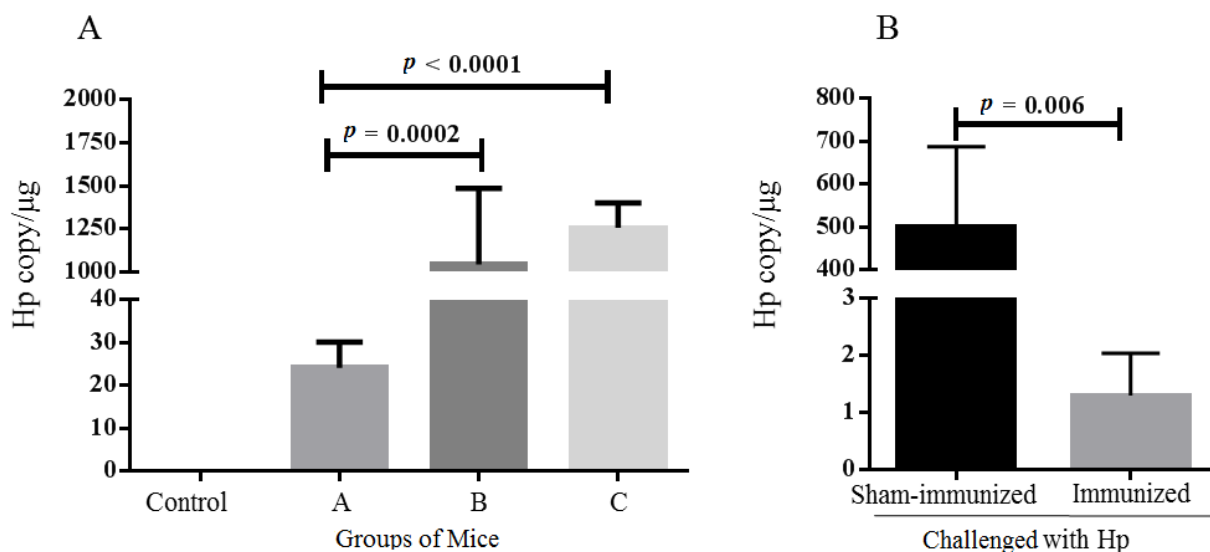 A
p < 0.0001
p = 0.0002
Hp copy/µg
2000
1750
1500
1250
1000
40
30
20
10
0
Control A B C
Groups of Mice
B
p = 0.006
Hp copy/µg
800
700
600
500
400
3
2
1
0
Sham-immunized Immunized
Challenged with Hp